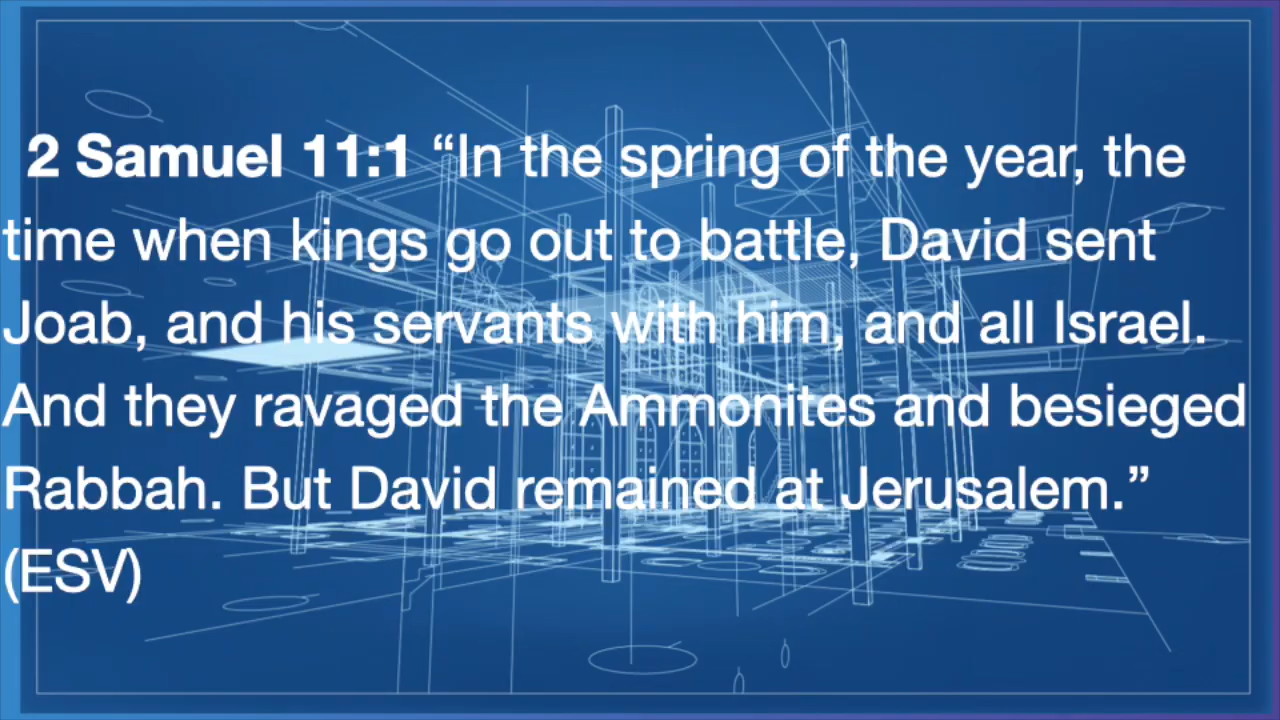 2 Samuel 11:1 “In the spring of the year, the
time when kings go out to battle, David sent
Joab, and his servants with him, and all Israel.
And they ravaged the Ammonites and besieged
Rabbah. But David remained at Jerusalem.”
(ESV)